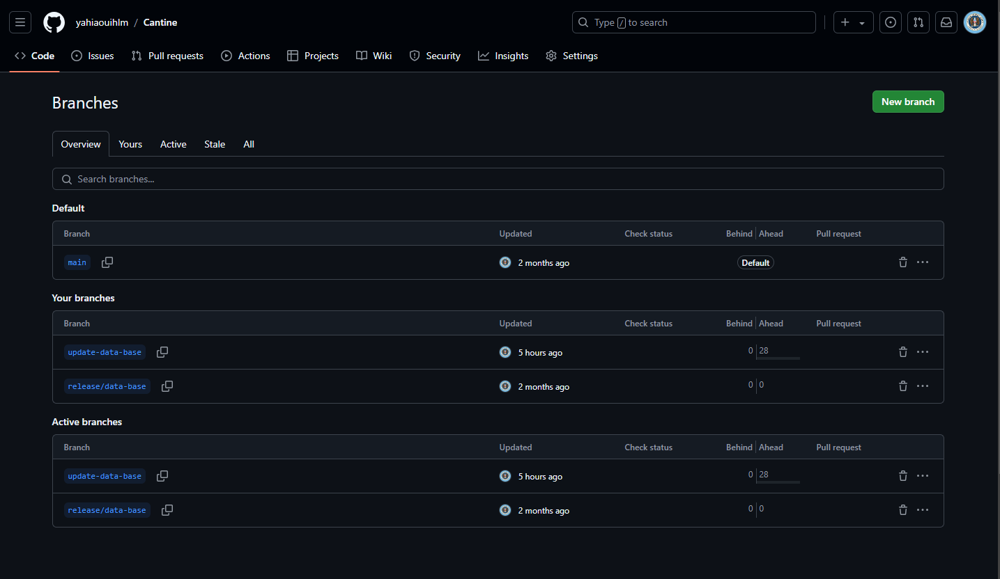 yahiaouihlm / Cantine
Type / to search
Code Issues Pull requests Actions Projects Wiki Security Insights Settings
Branches
New branch
Overview Yours Active Stale All
Search branches...
Default
Branch Updated Check status Behind Ahead Pull request
main 2 months ago Default
Your branches
Branch Updated Check status Behind Ahead Pull request
update-data-base 5 hours ago 0 28
release/data-base 2 months ago 0 0
Active branches
Branch Updated Check status Behind Ahead Pull request
update-data-base 5 hours ago 0 28
release/data-base 2 months ago 0 0